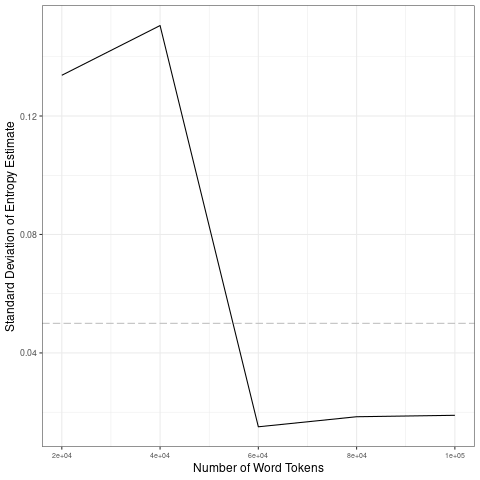 Standard Deviation of Entropy Estimate
0.12
0.08
0.04
2e+04 4e+04 6e+04 8e+04 1e+05
Number of Word Tokens